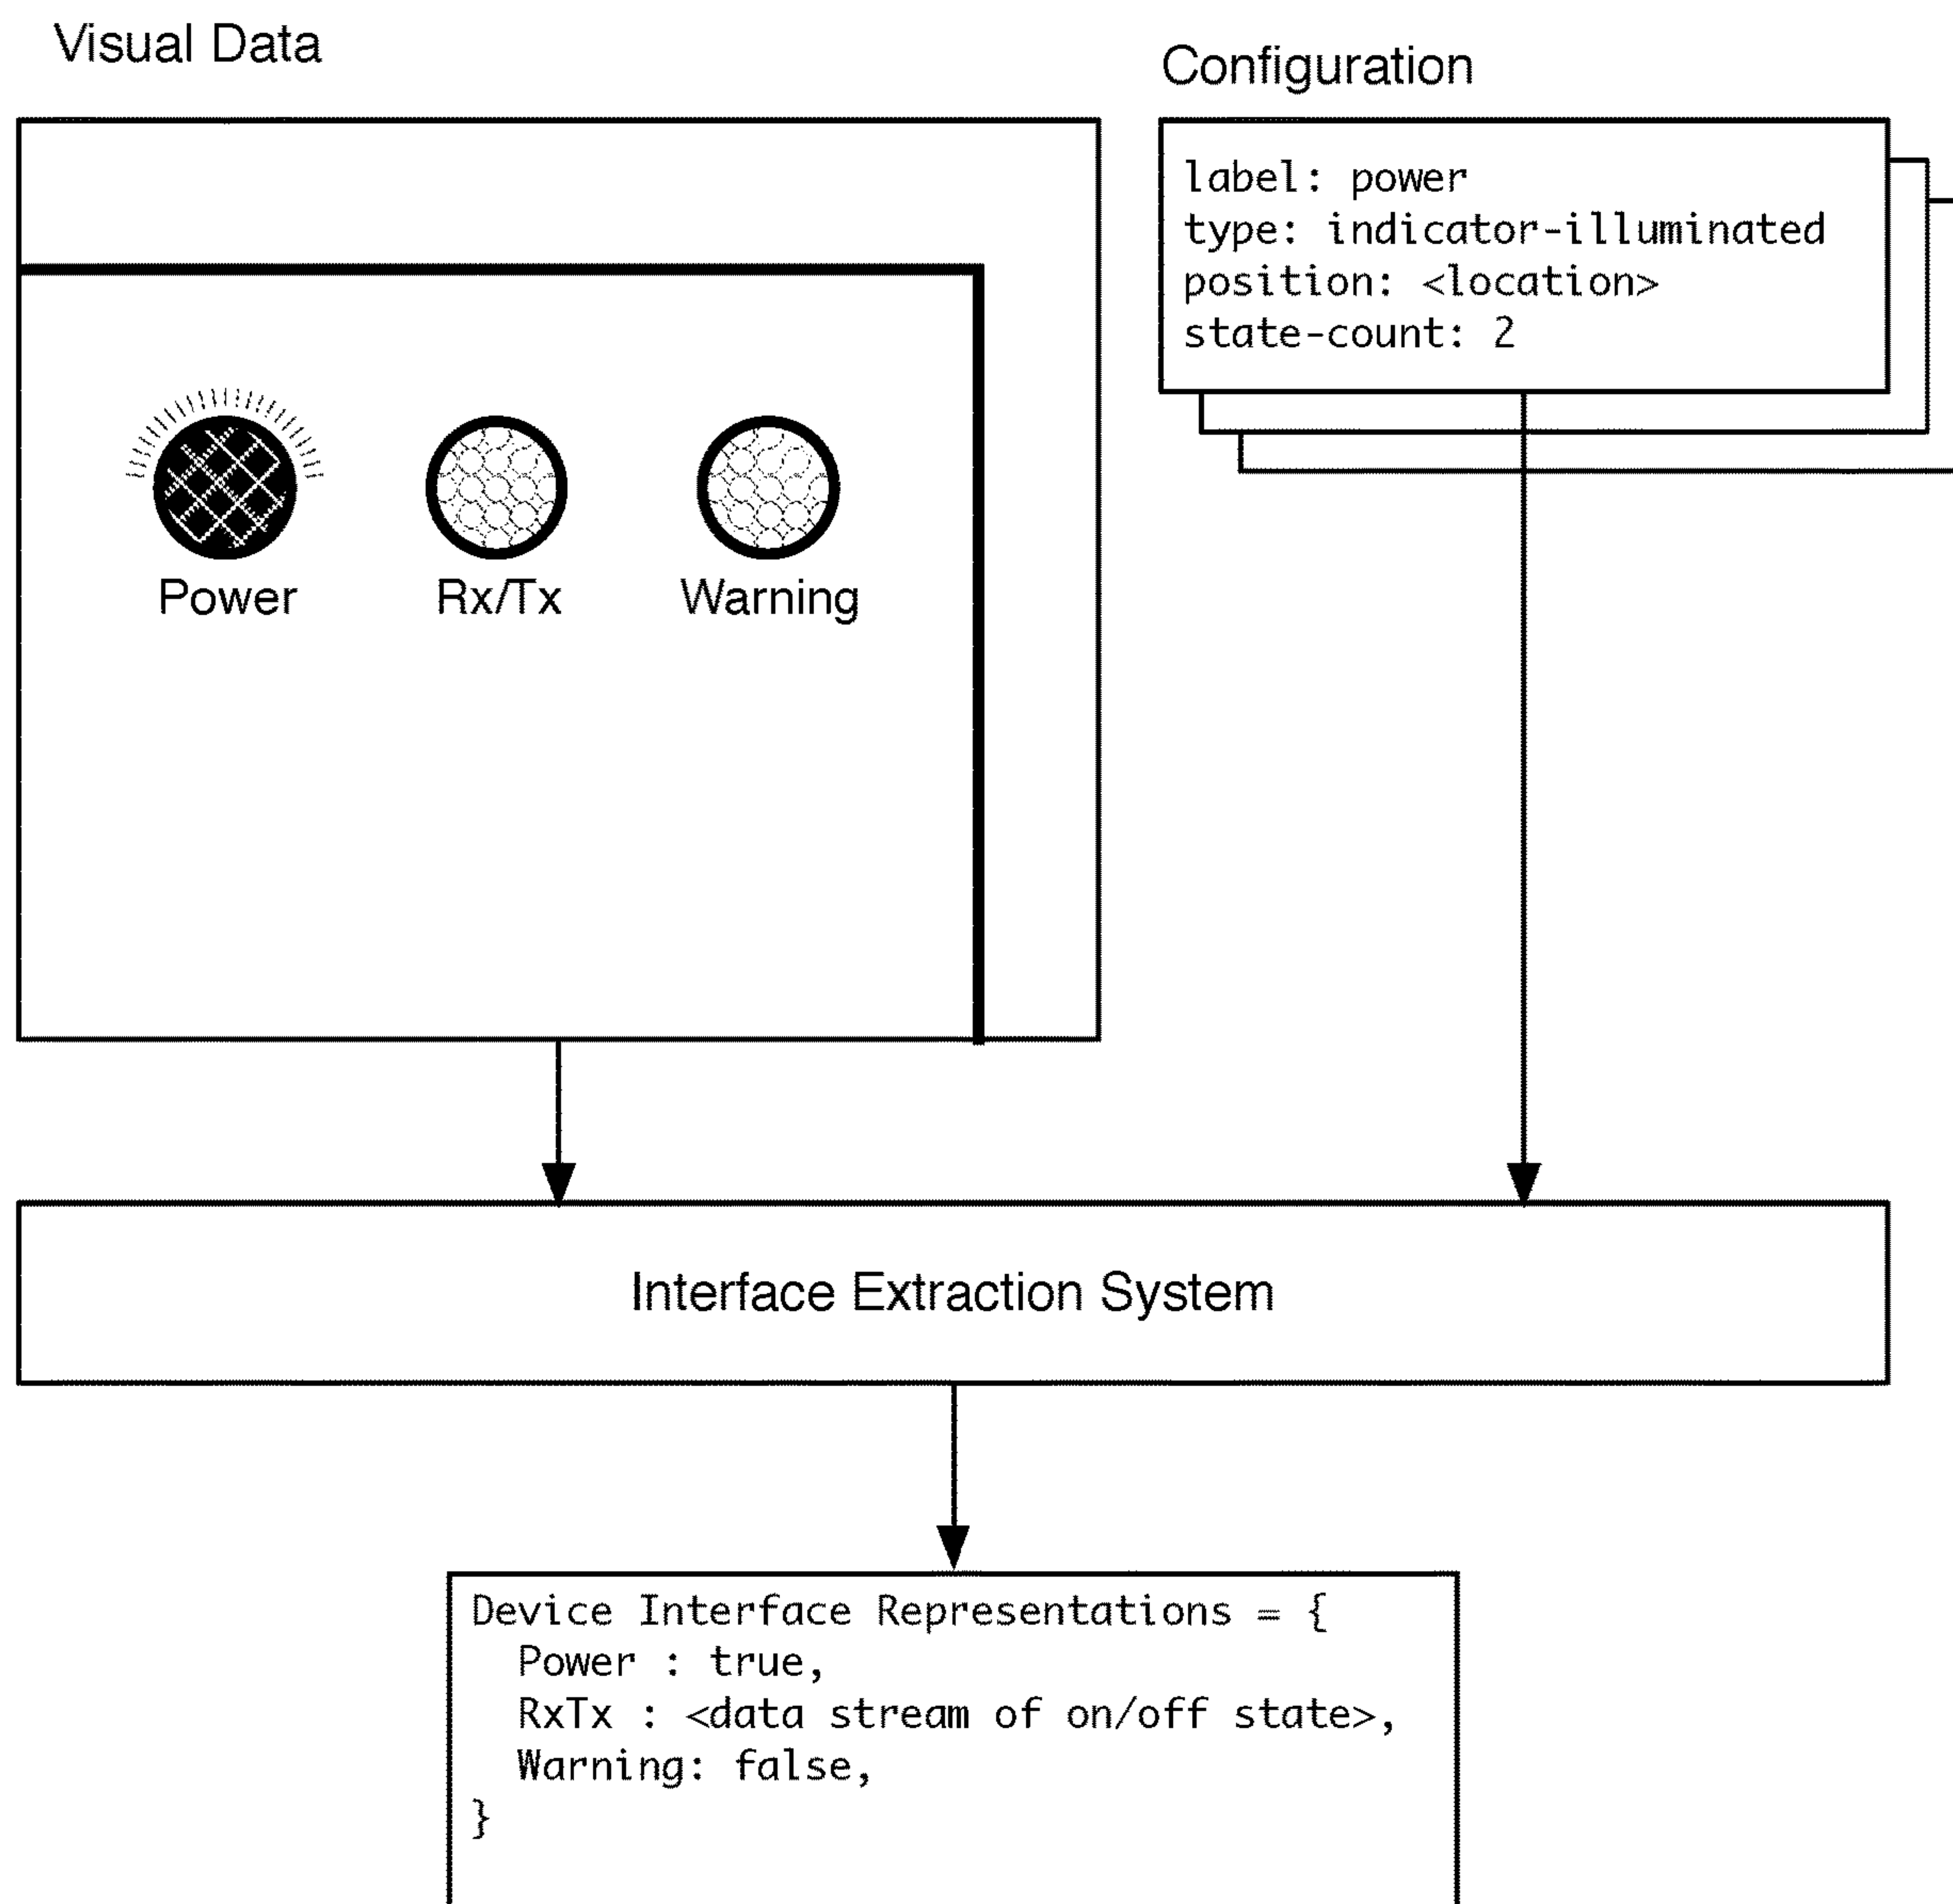 Visual Data
Configuration
label: power
type: indicator-illuminated
position: <location>
state-count: 2
Power
Rx/Tx
Warning
Interface Extraction System
Device Interface Representations = {
Power : true,
RxTx : <data stream of on/off state>,
Warning: false,
}